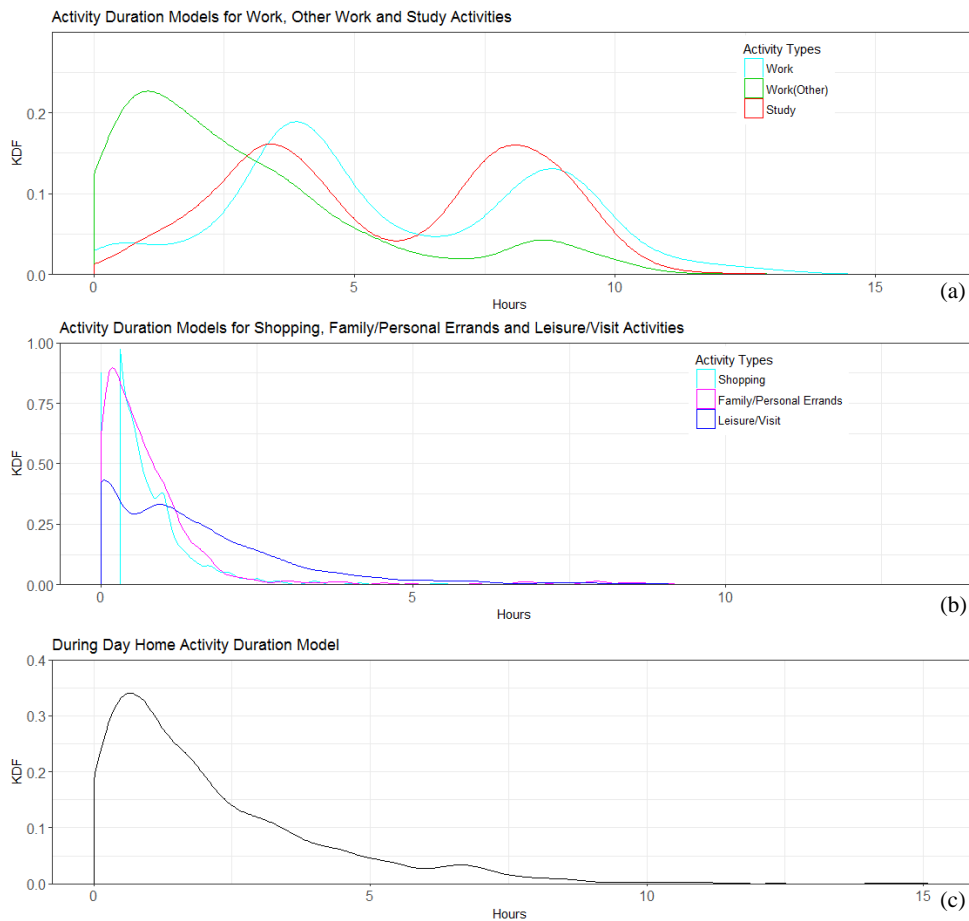 Activity Duration Models for Work, Other Work and Study Activities
Activity Types
Work
Work(Other)
Study
KDF
0.2
0.1
0.0
0
5
10
15
Hours
(a)
Activity Duration Models for Shopping, Family/Personal Errands and Leisure/Visit Activities
Activity Types
Shopping
Family/Personal Errands
Leisure/Visit
KDF
1.00
0.75
0.50
0.25
0.00
0
5
10
Hours
(b)
During Day Home Activity Duration Model
KDF
0.4
0.3
0.2
0.1
0.0
0
5
10
15
Hours
(c)